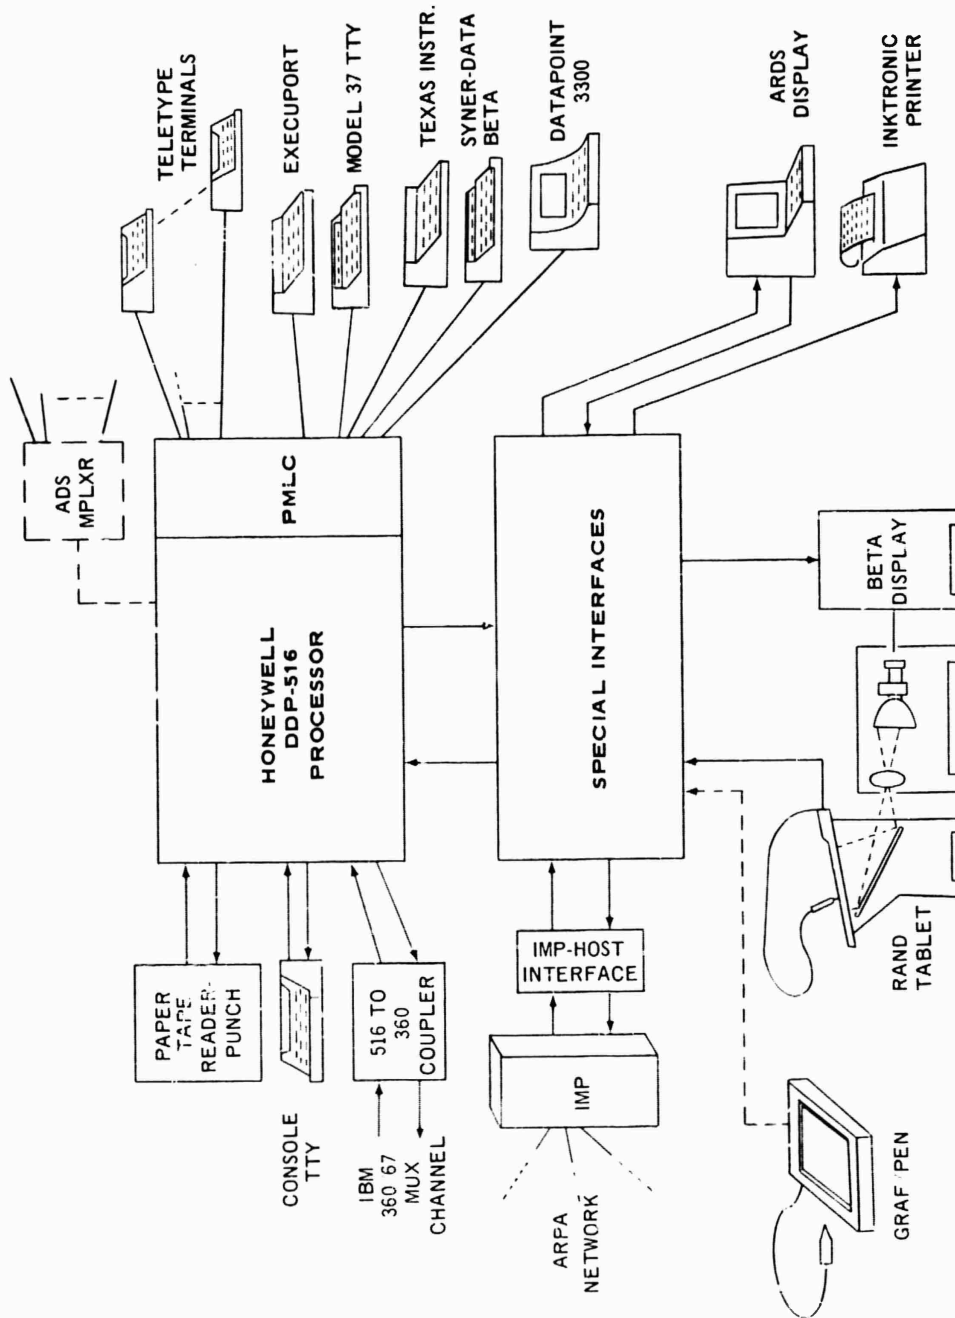 TELETYPE
TERMINALS
EXECUPORT
MODEL 37 TTY
TEXAS INSTR.
SYNER-DATA
BETA
DATAPOINT
3300
ARDS
DISPLAY
INKTRONIC
PRINTER
ADS
MPLXR
PMLC
HONEYWELL
DDP-516
PROCESSOR
SPECIAL INTERFACES
BETA
DISPLAY
PAPER
TAPE
READER-
PUNCH
CONSOLE
TTY
516 TO
360
COUPLER
IBM
360/67
MUX
CHANNEL
IMP-HOST
INTERFACE
IMP
ARPA
NETWORK
RAND
TABLET
GRAF/PEN